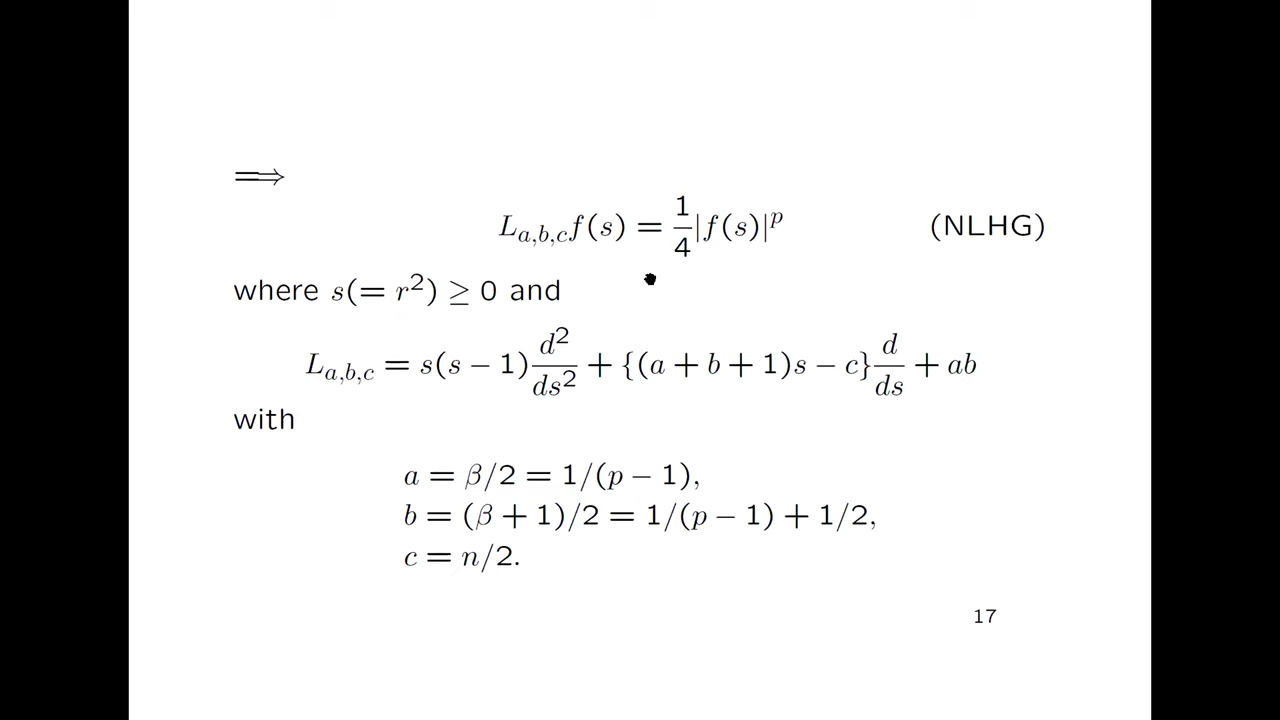 ⟹
L_{a,b,c}f(s) = \frac{1}{4}|f(s)|^p (NLHG)
where s(= r^2) ≥ 0 and
L_{a,b,c} = s(s − 1)\frac{d^2}{ds^2} + {(a + b + 1)s − c}\frac{d}{ds} + ab
with
a = β/2 = 1/(p − 1),
b = (β + 1)/2 = 1/(p − 1) + 1/2,
c = n/2.
17